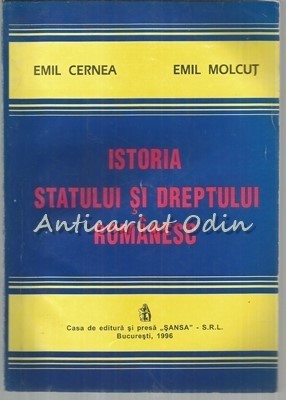 EMIL CERNEA EMIL MOLCUȚ
ISTORIA
STATULUI ȘI DREPTULUI
Anticariat Odin
ROMÂNESC
Casa de editură și presă „ȘANSA" - S.R.L.
București, 1996